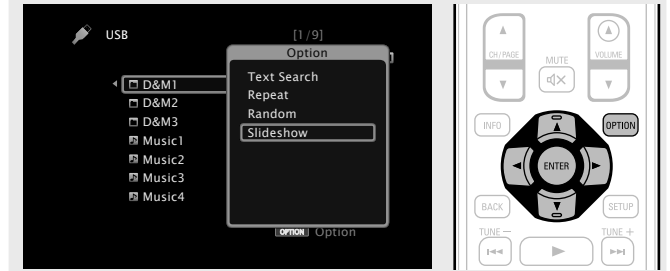 USB
[1/9]
Option
D&M1
D&M2
D&M3
Music1
Music2
Music3
Music4
Text Search
Repeat
Random
Slideshow
OPTION Option
CH/PAGE
MUTE
VOLUME
INFO
OPTION
ENTER
BACK
SETUP
TUNE –
TUNE +